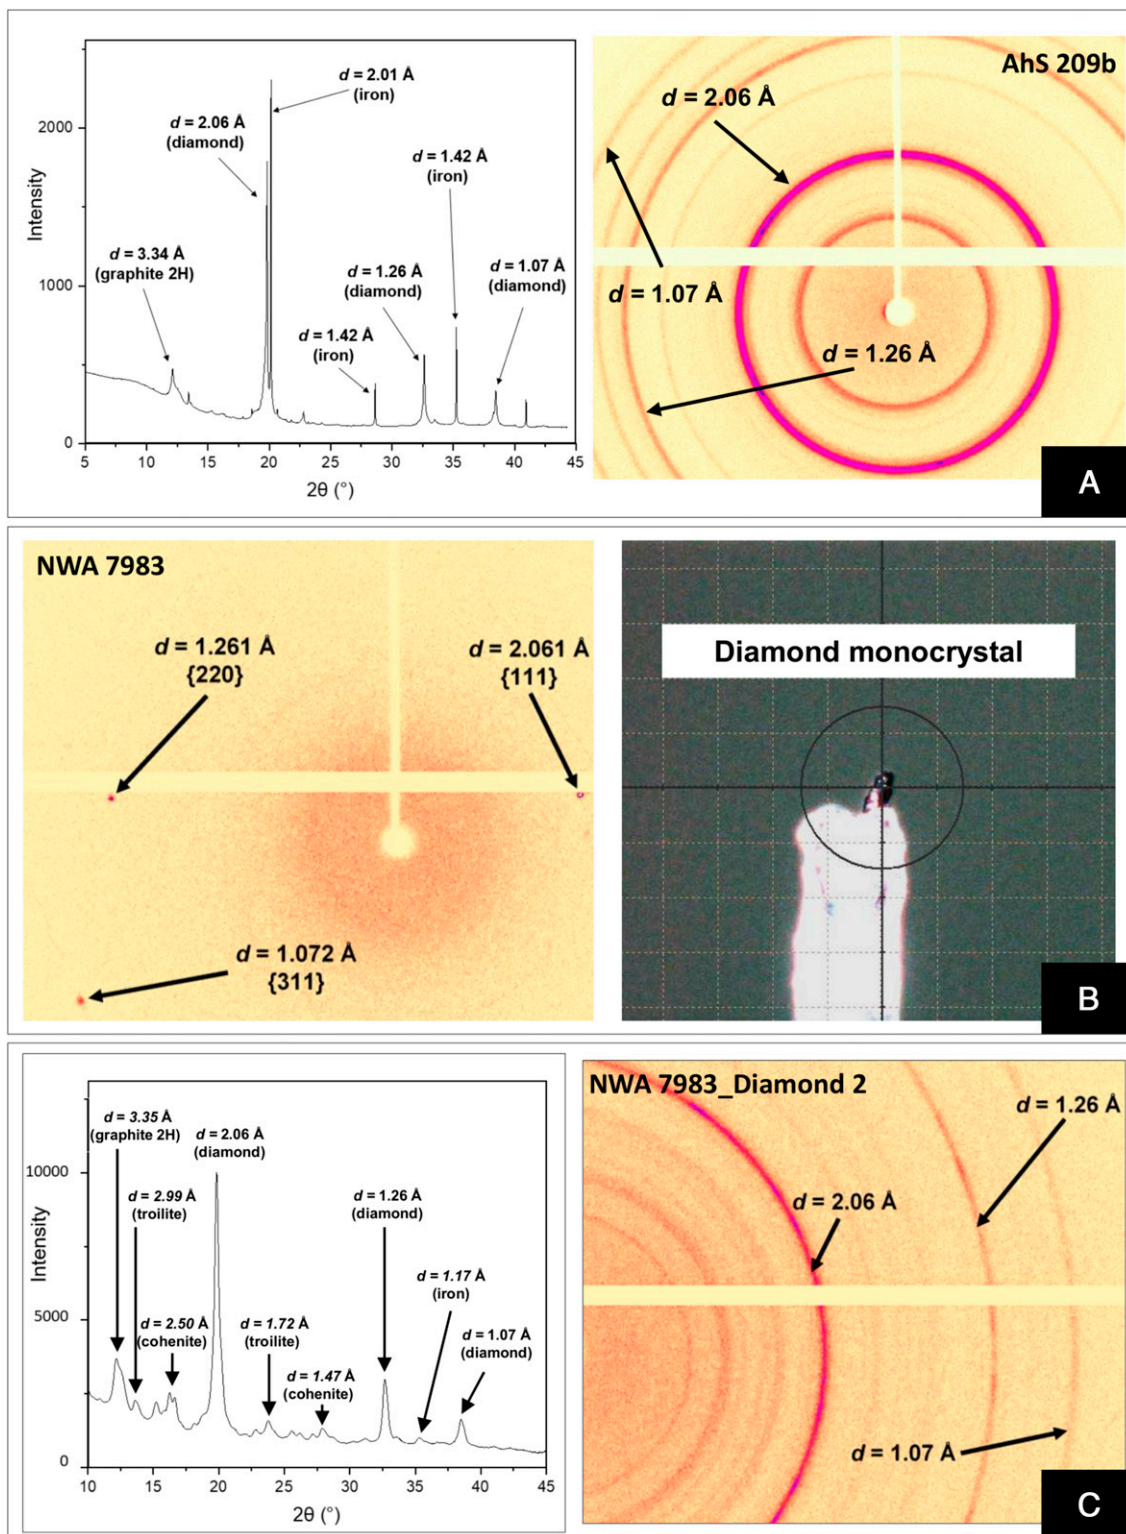 d = 2.01 Å
(iron)
d = 2.06 Å
(diamond)
d = 1.42 Å
(iron)
d = 3.34 Å
(graphite 2H)
d = 1.26 Å
(diamond)
d = 1.07 Å
(diamond)
d = 1.42 Å
(iron)
Intensity
2000
1000
0
5 10 15 20 25 30 35 40 45
2θ (°)
AhS 209b
d = 2.06 Å
d = 1.07 Å
d = 1.26 Å
A
NWA 7983
d = 1.261 Å
{220}
d = 2.061 Å
{111}
d = 1.072 Å
{311}
Diamond monocrystal
B
d = 3.35 Å
(graphite 2H)
d = 2.06 Å
(diamond)
d = 2.99 Å
(troilite)
d = 1.26 Å
(diamond)
d = 1.17 Å
(iron)
d = 2.50 Å
(cohenite)
d = 1.72 Å
(troilite)
d = 1.07 Å
(diamond)
d = 1.47 Å
(cohenite)
Intensity
10000
5000
0
10 15 20 25 30 35 40 45
2θ (°)
NWA 7983_Diamond 2
d = 1.26 Å
d = 2.06 Å
d = 1.07 Å
C